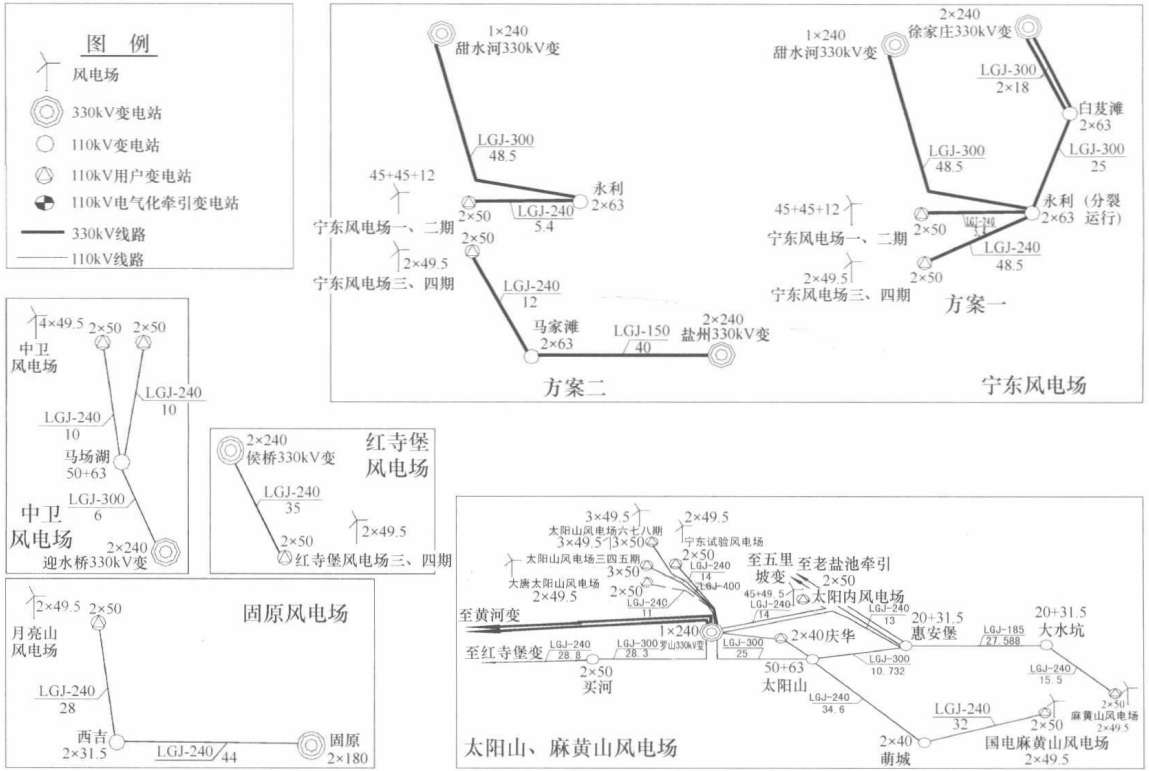 图 例
风电场
330kV变电站
110kV变电站
110kV用户变电站
110kV电气化牵引变电站
330kV线路
110kV线路
1×240
甜水河330kV变
LGJ-300
48.5
45+45+12
永利
2×63
2×50
LGJ-240
5.4
宁东风电场一、二期
2×50
2×49.5
宁东风电场三、四期
LGJ-240
12
马家滩
2×63
LGJ-150
40
2×240
盐州330kV变
方案二
2×240
徐家庄330kV变
1×240
甜水河330kV变
LGJ-300
2×18
白芨滩
2×63
LGJ-300
25
LGJ-300
48.5
45+45+12
永利（分裂
运行）
2×63
2×50
LGJ-240
宁东风电场一、二期
LGJ-240
48.5
2×49.5
2×50
宁东风电场三、四期
方案一
宁东风电场
4×49.5
中卫
风电场
2×50
2×50
LGJ-240
10
LGJ-240
10
马场湖
50+63
LGJ-300
6
中卫
风电场
2×240
迎水桥330kV变
2×240
侯桥330kV变
红寺堡
风电场
LGJ-240
35
2×49.5
2×50
红寺堡风电场三、四期
2×49.5
月亮山
风电场
2×50
固原风电场
LGJ-240
28
西吉
2×31.5
LGJ-240
44
固原
2×180
3×49.5
太阳山风电场六七八期
3×49.5
3×50
2×49.5
宁东试验风电场
2×50
太阳山风电场三四五期
3×50
大唐太阳山风电场
2×49.5
2×50
LGJ-240
11
LGJ-240
14
LGJ-400
至五里
坡变
至老盐池牵引
2×50
太阳内风电场
45+49.5
LGJ-240
14
LGJ-240
13
至黄河变
1×240
罗山330kV变
至红寺堡变
LGJ-240
28.8
LGJ-300
28.3
2×50
买河
LGJ-300
25
2×40庆华
50+63
太阳山
20+31.5
惠安堡
LGJ-300
10.732
LGJ-185
27.588
20+31.5
大水坑
LGJ-240
15.5
2×50
麻黄山风电场
2×49.5
LGJ-240
34.6
2×40
萌城
LGJ-240
32
2×50
国电麻黄山风电场
2×49.5
太阳山、麻黄山风电场